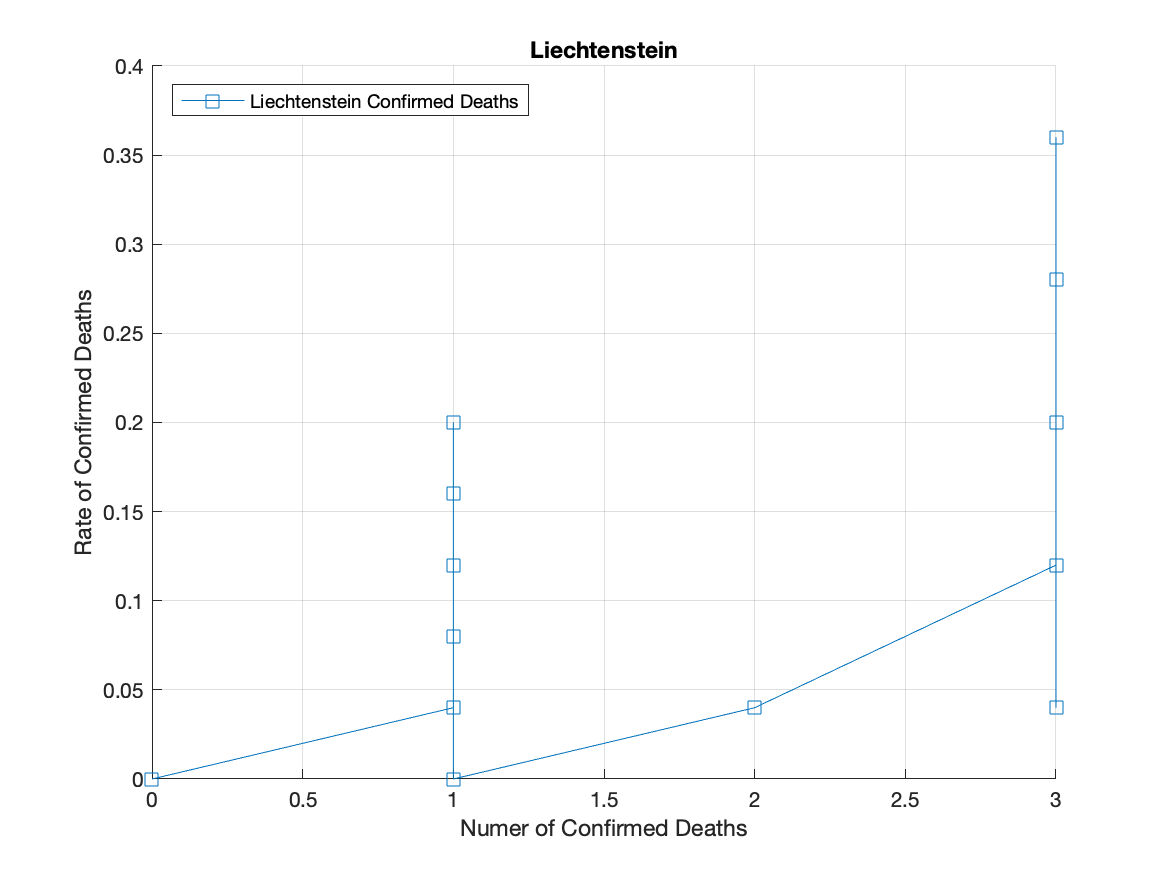 Liechtenstein
Liechtenstein Confirmed Deaths
0.4
0.35
0.3
0.25
0.2
0.15
0.1
0.05
0
Rate of Confirmed Deaths
0 0.5 1 1.5 2 2.5 3
Numer of Confirmed Deaths